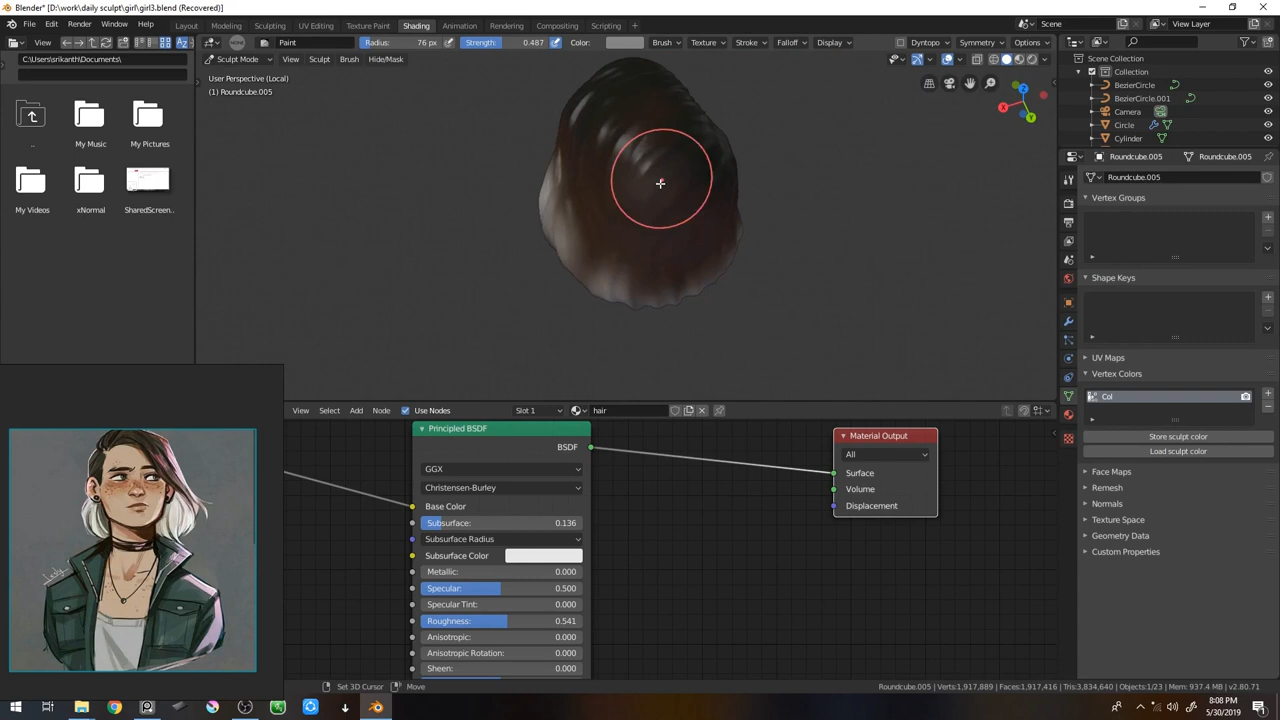 Blender* [D:\work\daily sculpt\girl\girl3.blend (Recovered)]
File Edit Render Window Help Layout Modeling Sculpting UV Editing Texture Paint Shading Animation Rendering Compositing Scripting + Scene View Layer
View Paint Radius: 76 px Strength: 0.487 Color: Brush Texture Stroke Falloff Display Dyntopo Symmetry Options
C:\Users\srikanth\Documents\
Sculpt Mode View Sculpt Brush Hide/Mask
Scene Collection
Collection
User Perspective (Local)
(1) Roundcube.005
BezierCircle
BezierCircle.001
Camera
Circle
Cylinder
X Y Z
..
My Music
My Pictures
Roundcube.005 Roundcube.005
Roundcube.005
My Videos
xNormal
SharedScreen..
Vertex Groups
Shape Keys
UV Maps
Vertex Colors
Col
Store sculpt color
Load sculpt color
Face Maps
Remesh
Normals
Texture Space
Geometry Data
Custom Properties
View Select Add Node Use Nodes Slot 1 hair
Principled BSDF
BSDF
GGX
Christensen-Burley
Base Color
Subsurface: 0.136
Subsurface Radius
Subsurface Color
Metallic: 0.000
Specular: 0.500
Specular Tint: 0.000
Roughness: 0.541
Anisotropic: 0.000
Anisotropic Rotation: 0.000
Sheen: 0.000
Material Output
All
Surface
Volume
Displacement
Set 3D Cursor Move
Roundcube.005 | Verts:1,917,889 | Faces:1,917,416 | Tris:3,834,640 | Objects:1/23 | Mem: 937.4 MB | v2.80.71
8:08 PM
5/30/2019